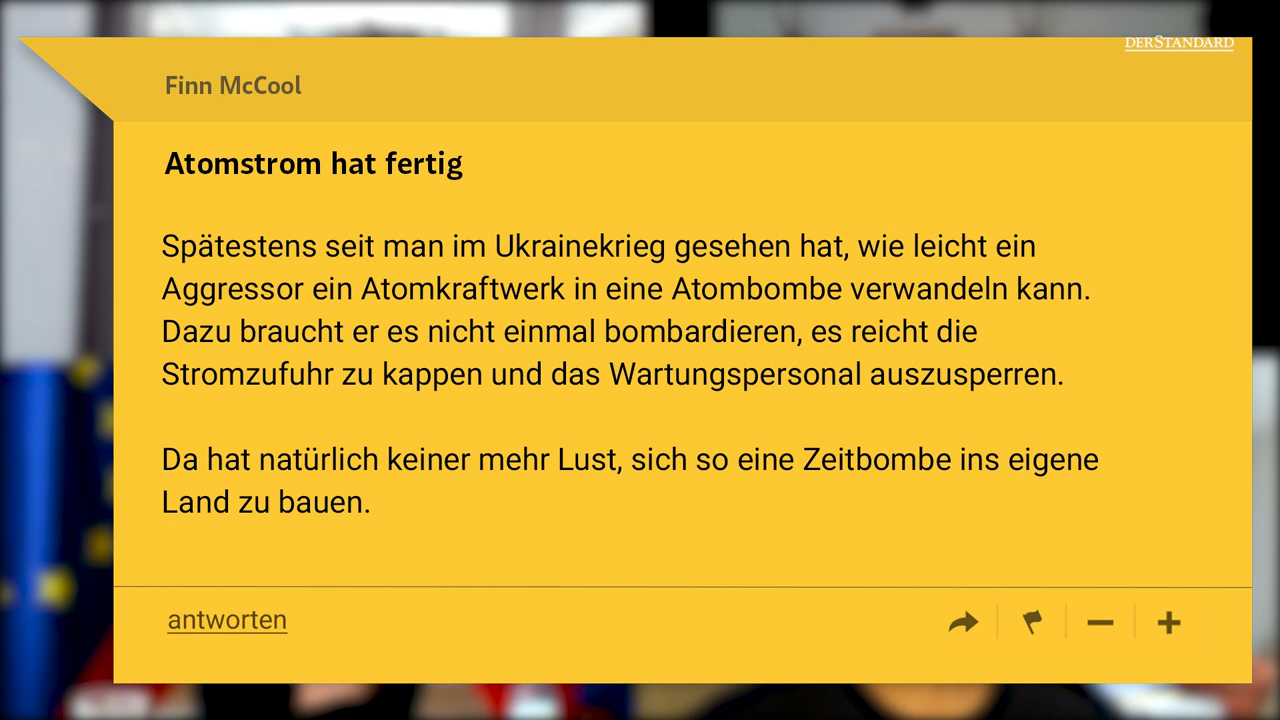 DERSTANDARD
Finn McCool
Atomstrom hat fertig
Spätestens seit man im Ukrainekrieg gesehen hat, wie leicht ein
Aggressor ein Atomkraftwerk in eine Atombombe verwandeln kann.
Dazu braucht er es nicht einmal bombardieren, es reicht die
Stromzufuhr zu kappen und das Wartungspersonal auszusperren.
Da hat natürlich keiner mehr Lust, sich so eine Zeitbombe ins eigene
Land zu bauen.
antworten